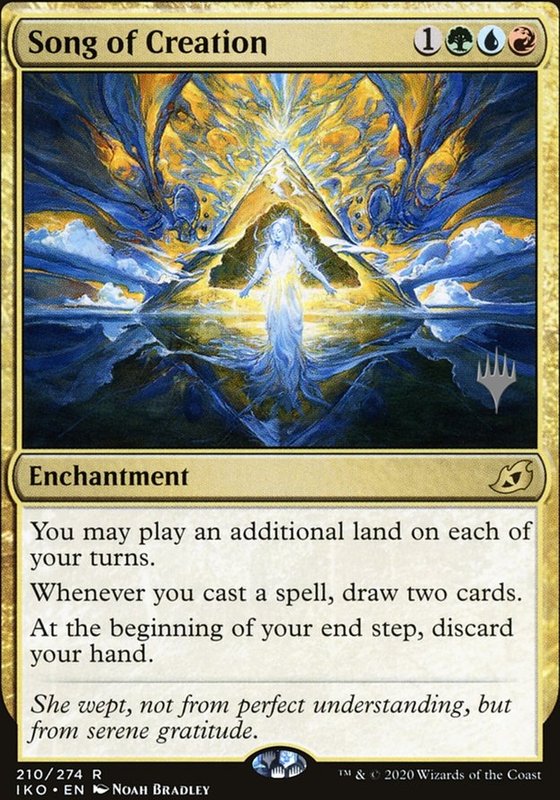 Song of Creation 1
Enchantment
You may play an additional land on each of
your turns.
Whenever you cast a spell, draw two cards.
At the beginning of your end step, discard
your hand.
She wept, not from perfect understanding, but
from serene gratitude.
210/274 R
IKO • EN NOAH BRADLEY
™ & © 2020 Wizards of the Coast